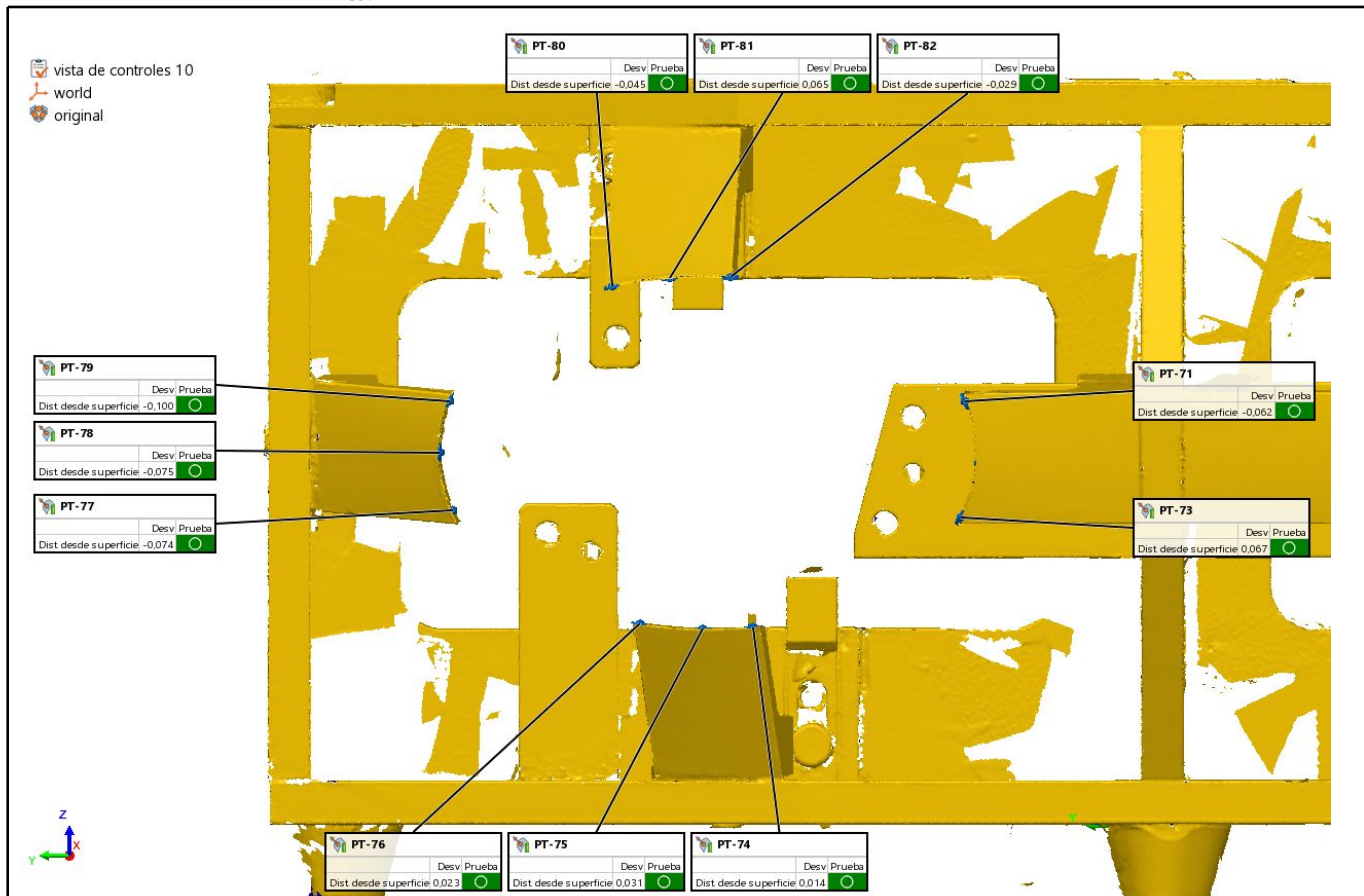 vista de controles 10
world
original
PT-80
Desv Prueba
Dist desde superficie -0,045
PT-81
Desv Prueba
Dist desde superficie 0,065
PT-82
Desv Prueba
Dist desde superficie -0,029
PT-79
Desv Prueba
Dist desde superficie -0,100
PT-78
Desv Prueba
Dist desde superficie -0,075
PT-77
Desv Prueba
Dist desde superficie -0,074
PT-71
Desv Prueba
Dist desde superficie -0,062
PT-73
Desv Prueba
Dist desde superficie 0,067
PT-76
Desv Prueba
Dist desde superficie 0,023
PT-75
Desv Prueba
Dist desde superficie 0,031
PT-74
Desv Prueba
Dist desde superficie 0,014
Z
Y X
Y